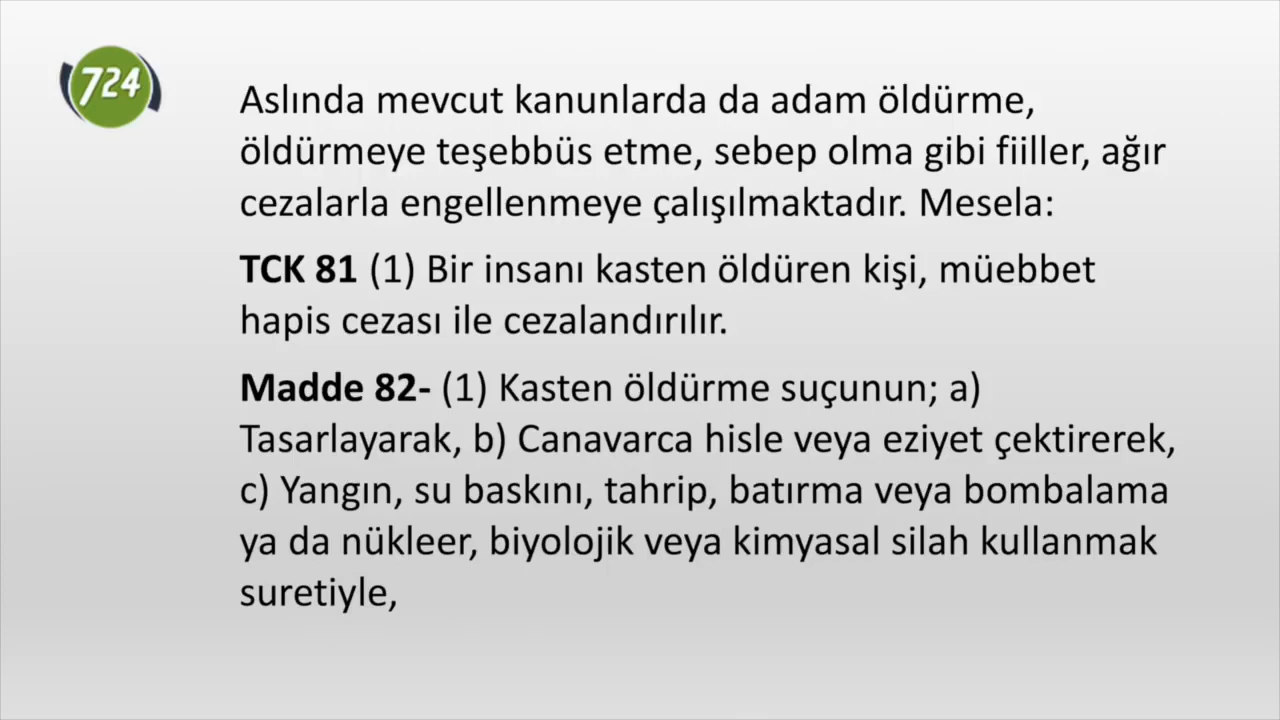 724
Aslında mevcut kanunlarda da adam öldürme,
öldürmeye teşebbüs etme, sebep olma gibi fiiller, ağır
cezalarla engellenmeye çalışılmaktadır. Mesela:
TCK 81 (1) Bir insanı kasten öldüren kişi, müebbet
hapis cezası ile cezalandırılır.
Madde 82- (1) Kasten öldürme suçunun; a)
Tasarlayarak, b) Canavarca hisle veya eziyet çektirerek,
c) Yangın, su baskını, tahrip, batırma veya bombalama
ya da nükleer, biyolojik veya kimyasal silah kullanmak
suretiyle,